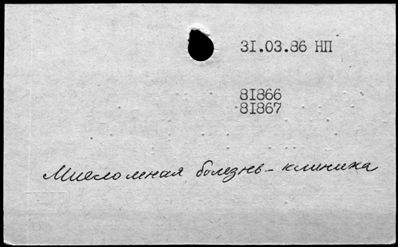 31.03.86 НП
81866
81867
Миеломная болезнь - клиника